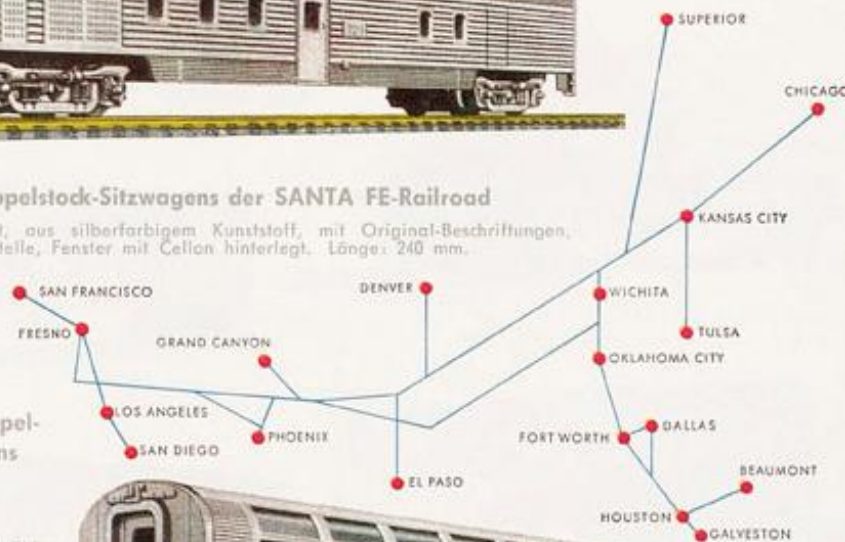 SUPERIOR
CHICAGO
ppelstock-Sitzwagens der SANTA FE-Railroad
t, aus silberfarbigem Kunststoff, mit Original-Beschriftungen,
telle, Fenster mit Cellon hinterlegt. Länge: 240 mm.
KANSAS CITY
SAN FRANCISCO
DENVER
WICHITA
FRESNO
GRAND CANYON
TULSA
OKLAHOMA CITY
LOS ANGELES
pel-
PHOENIX
FORT WORTH
DALLAS
ns
SAN DIEGO
EL PASO
BEAUMONT
HOUSTON
GALVESTON